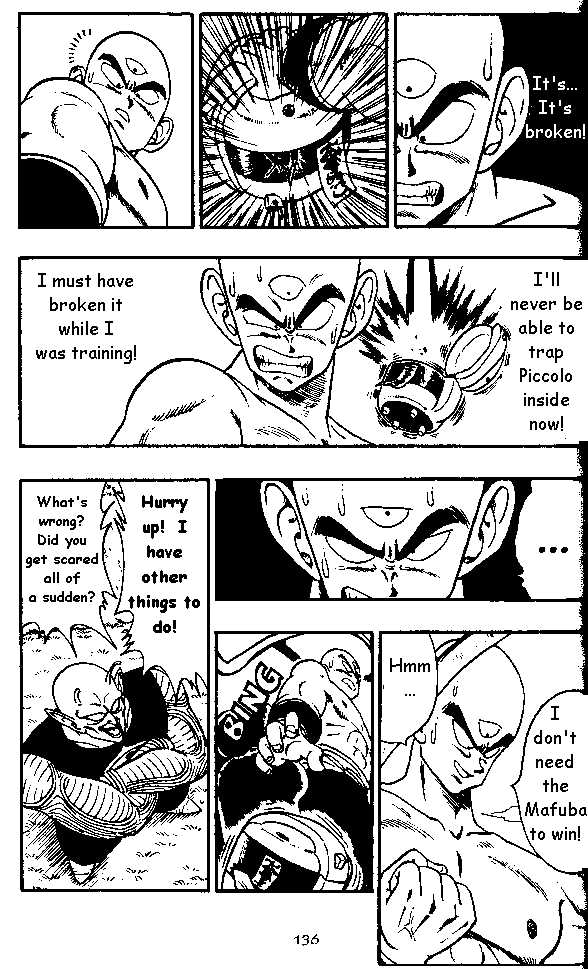 It's...
It's
broken!
CRACK
I must have
broken it
while I
was training!
I'll
never be
able to
trap
Piccolo
inside
now!
What's
wrong?
Did you
get scared
all of
a sudden?
Hurry
up! I
have
other
things to
do!
...
BING!
Hmm
...
I
don't
need
the
Mafuba
to win!
136